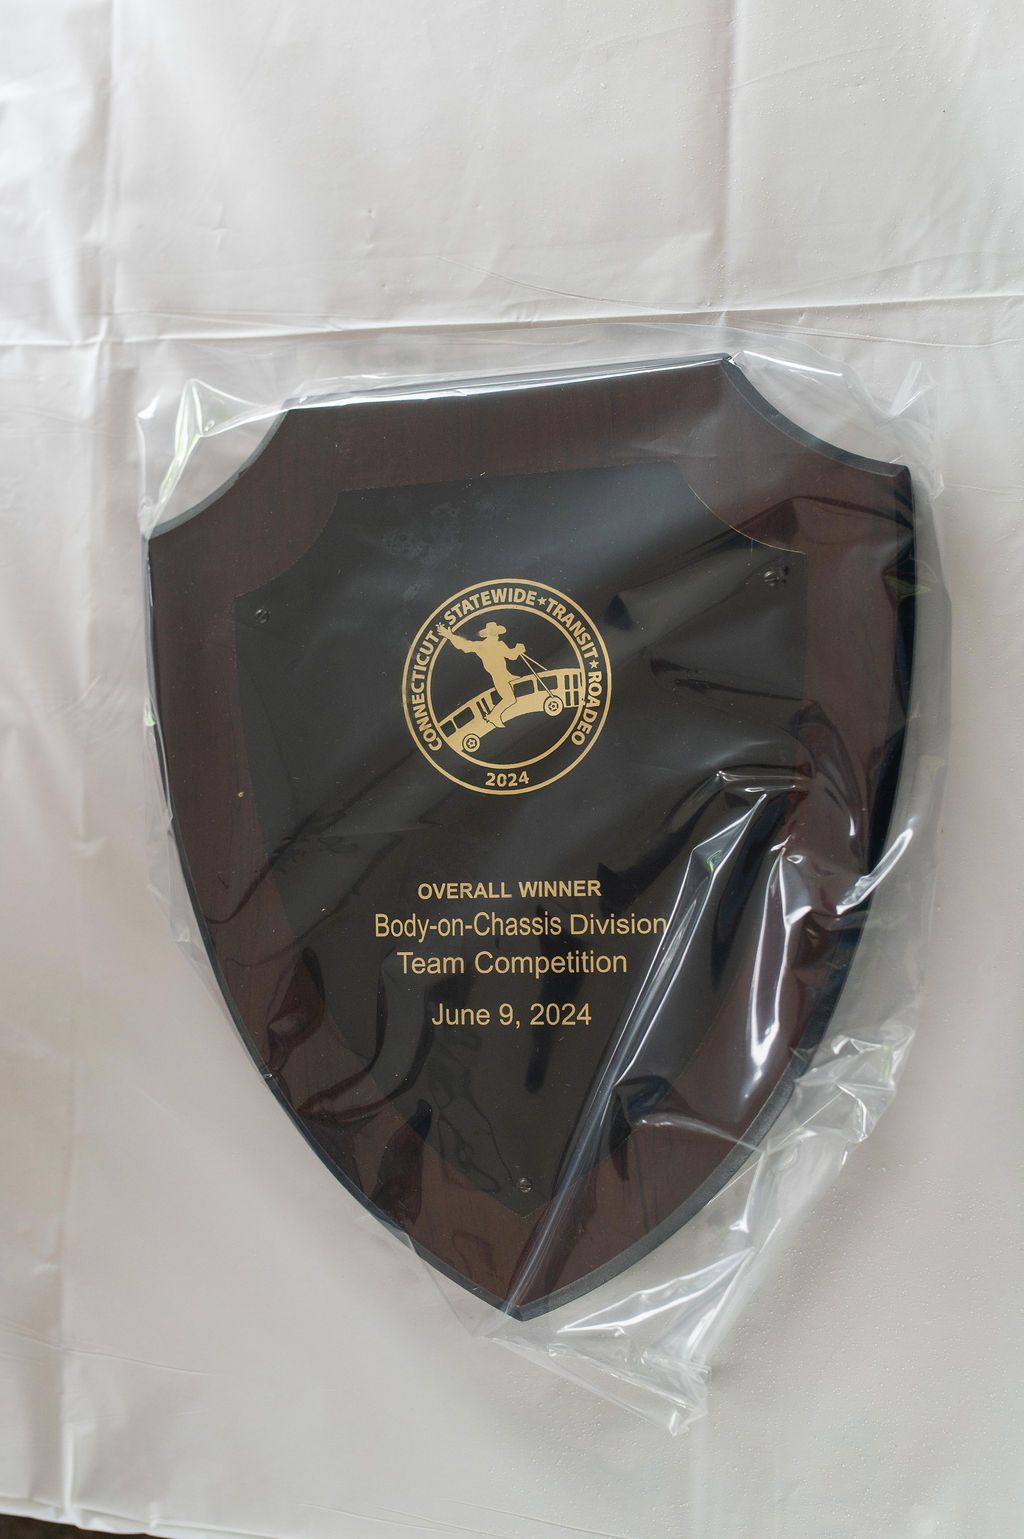 CONNECTICUT★STATEWIDE★TRANSIT★ROADEO
2024
OVERALL WINNER
Body-on-Chassis Division
Team Competition
June 9, 2024